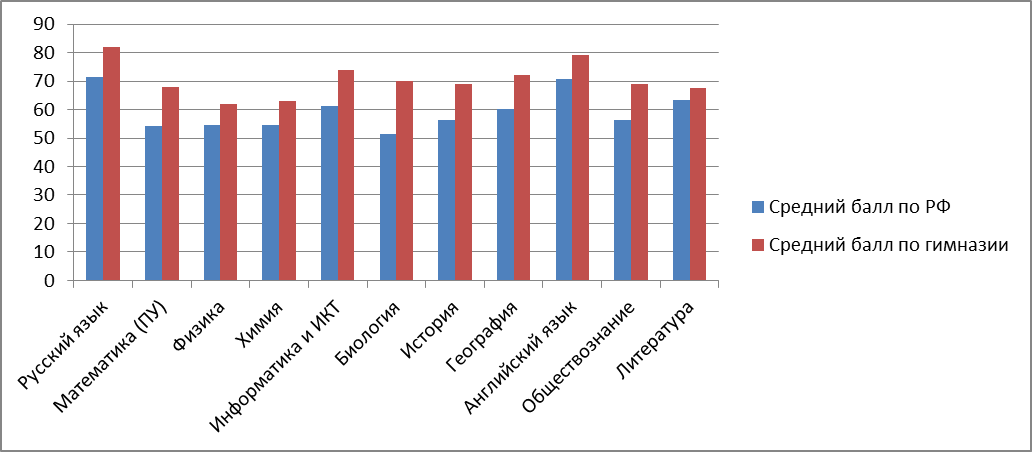 90
80
70
60
50
40
30
20
10
0
Русский язык
Математика (ПУ)
Физика
Химия
Информатика и ИКТ
Биология
История
География
Английский язык
Обществознание
Литература
Средний балл по РФ
Средний балл по гимназии